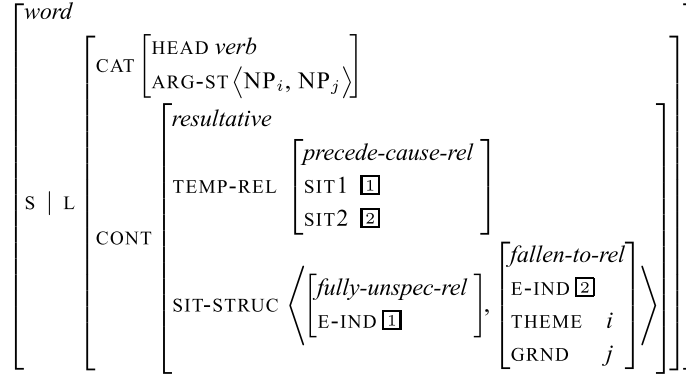 word
CAT HEAD verb
ARG-ST ⟨NPi, NPj⟩
S | L
CONT
resultative
TEMP-REL precede-cause-rel
SIT1 1
SIT2 2
SIT-STRUC ⟨ fully-unspec-rel
E-IND 1 ,
fallen-to-rel
E-IND 2
THEME i
GRND j ⟩